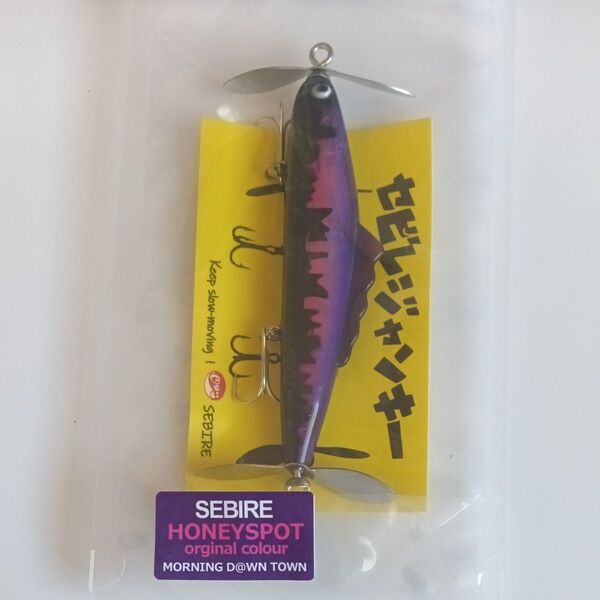 セビレジャンキー
Keep slow-moving !
SEBIRE
SEBIRE
HONEYSPOT
orginal colour
MORNING D@WN TOWN